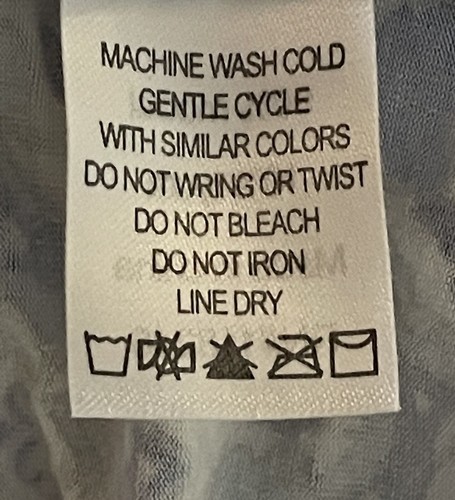 MACHINE WASH COLD
GENTLE CYCLE
WITH SIMILAR COLORS
DO NOT WRING OR TWIST
DO NOT BLEACH
DO NOT IRON
LINE DRY